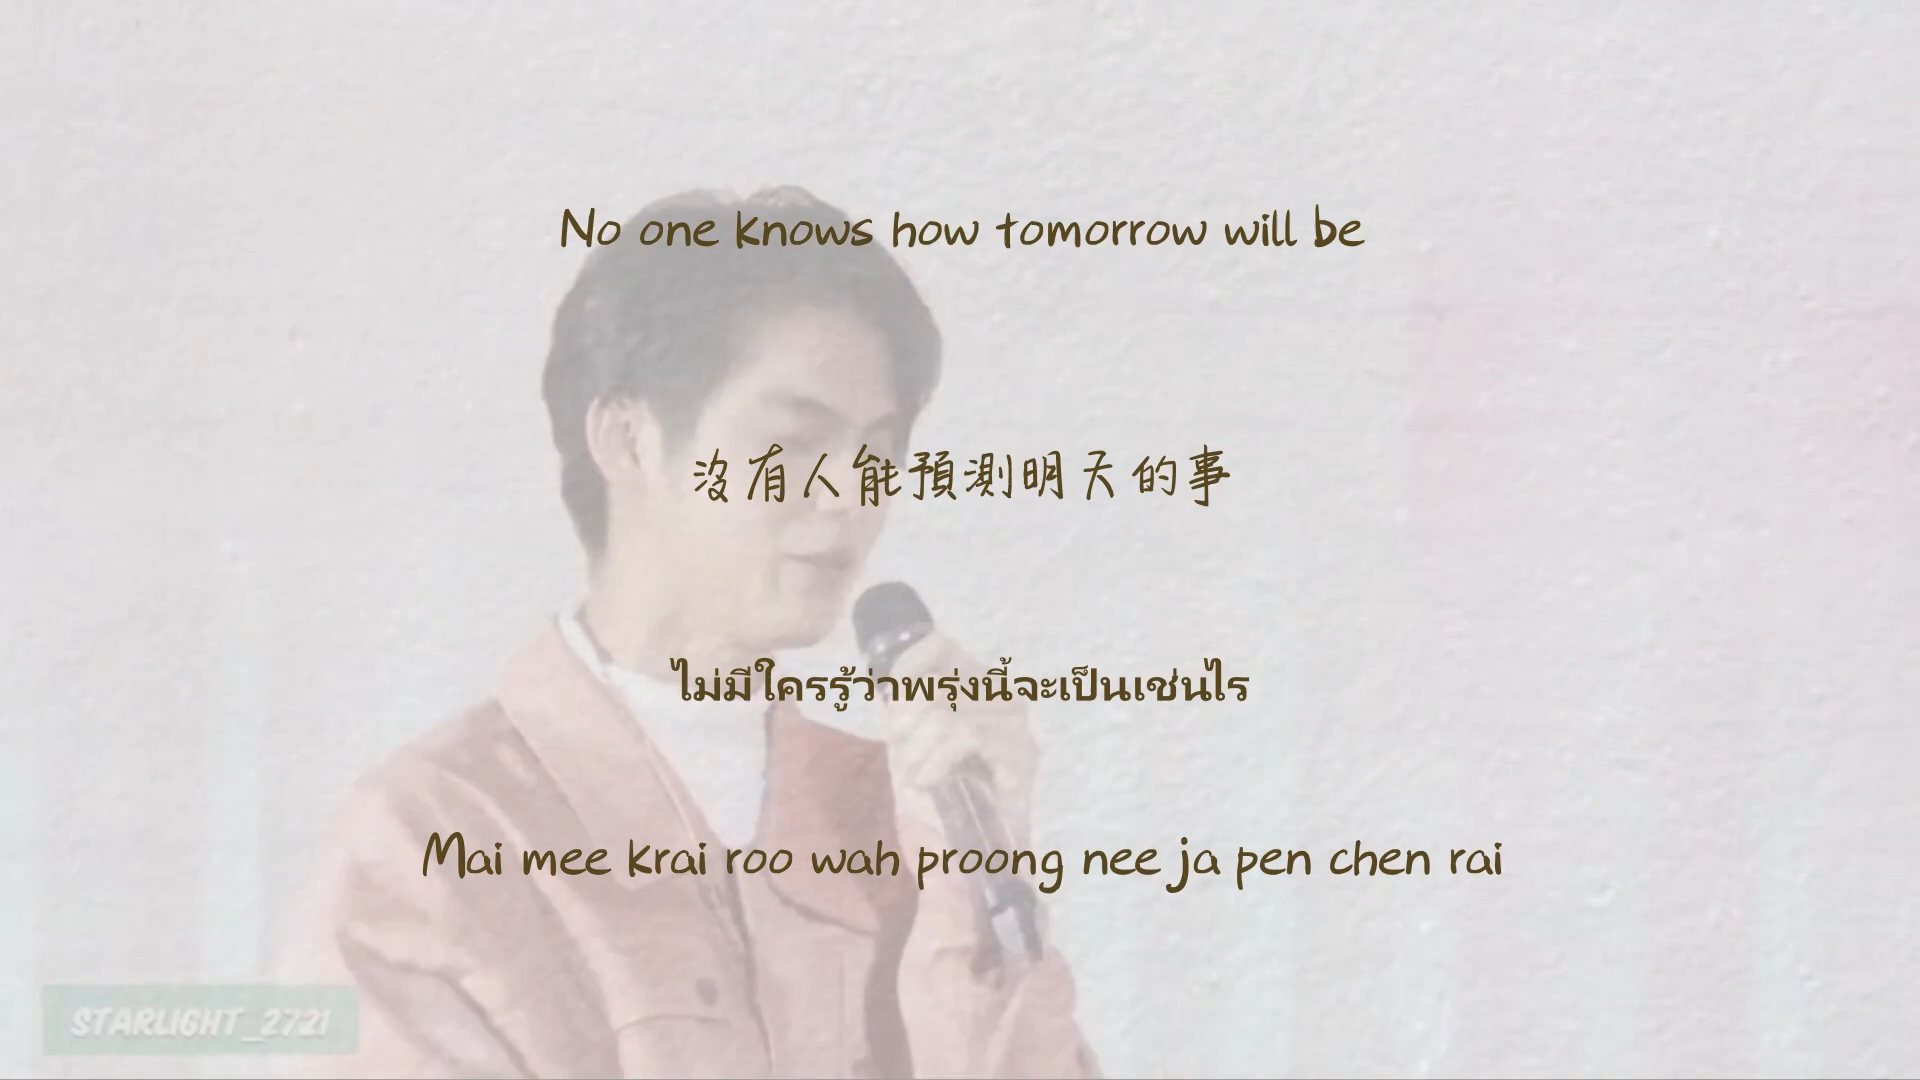 No one knows how tomorrow will be
沒有人能預測明天的事
ไม่มีใครรู้ว่าพรุ่งนี้จะเป็นเช่นไร
Mai mee krai roo wah proong nee ja pen chen rai
STARLIGHT_2721